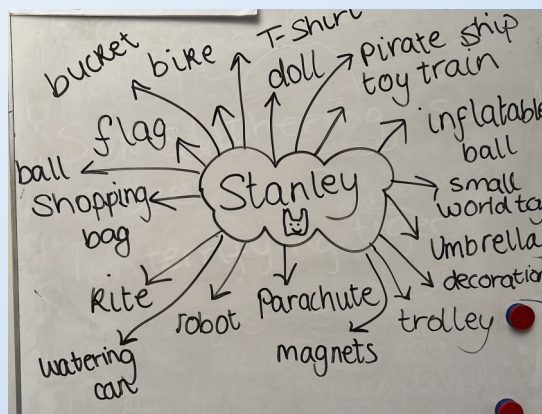 bucket
bike
T-Shirt
doll
pirate ship
toy train
flag
inflatable
ball
ball
Stanley
Shopping
bag
small
world
Umbrella
decoration
Kite
robot
Parachute
trolley
magnets
watering
can